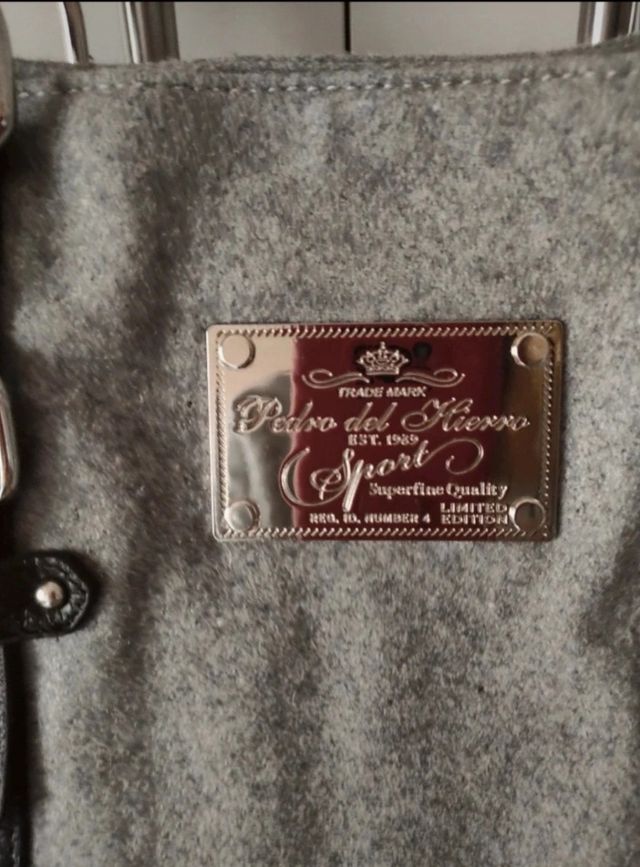 TRADE MARK
Pedro del Hierro
EST. 1989
Sport
Superfine Quality
REG. ID. NUMBER 4 LIMITED EDITION